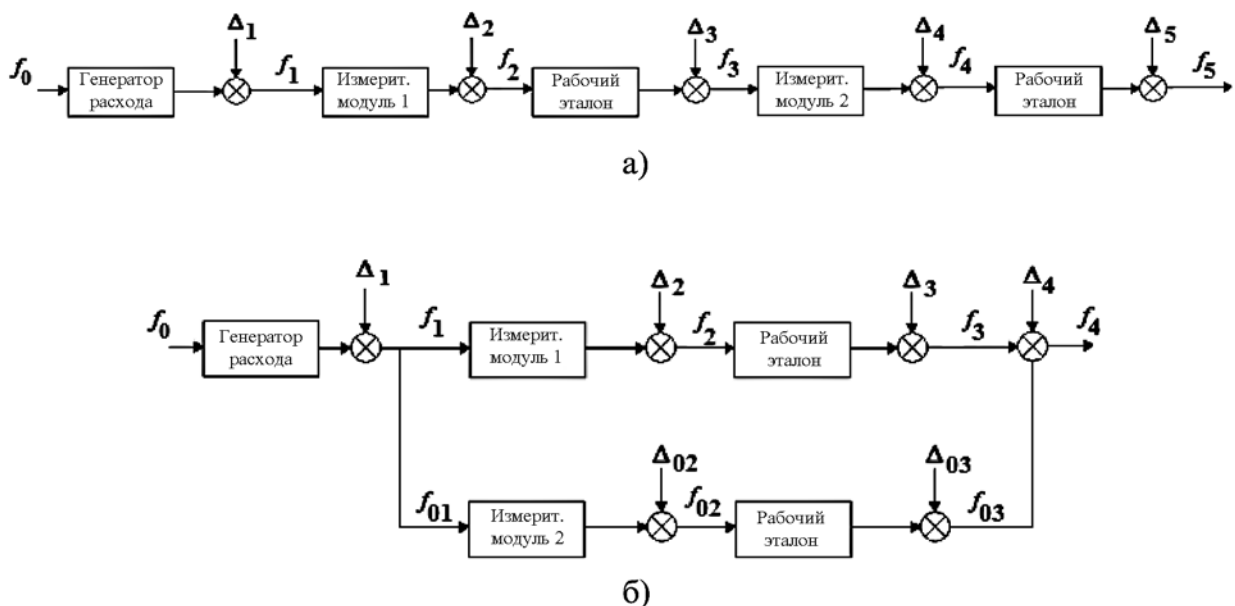 Δ1
Δ2
Δ3
Δ4
Δ5
f0
Генератор
расхода
f1
Измерит.
модуль 1
f2
Рабочий
эталон
f3
Измерит.
модуль 2
f4
Рабочий
эталон
f5
а)
Δ1
Δ2
Δ3
Δ4
f0
Генератор
расхода
f1
Измерит.
модуль 1
f2
Рабочий
эталон
f3
f4
Δ02
Δ03
f01
Измерит.
модуль 2
f02
Рабочий
эталон
f03
б)